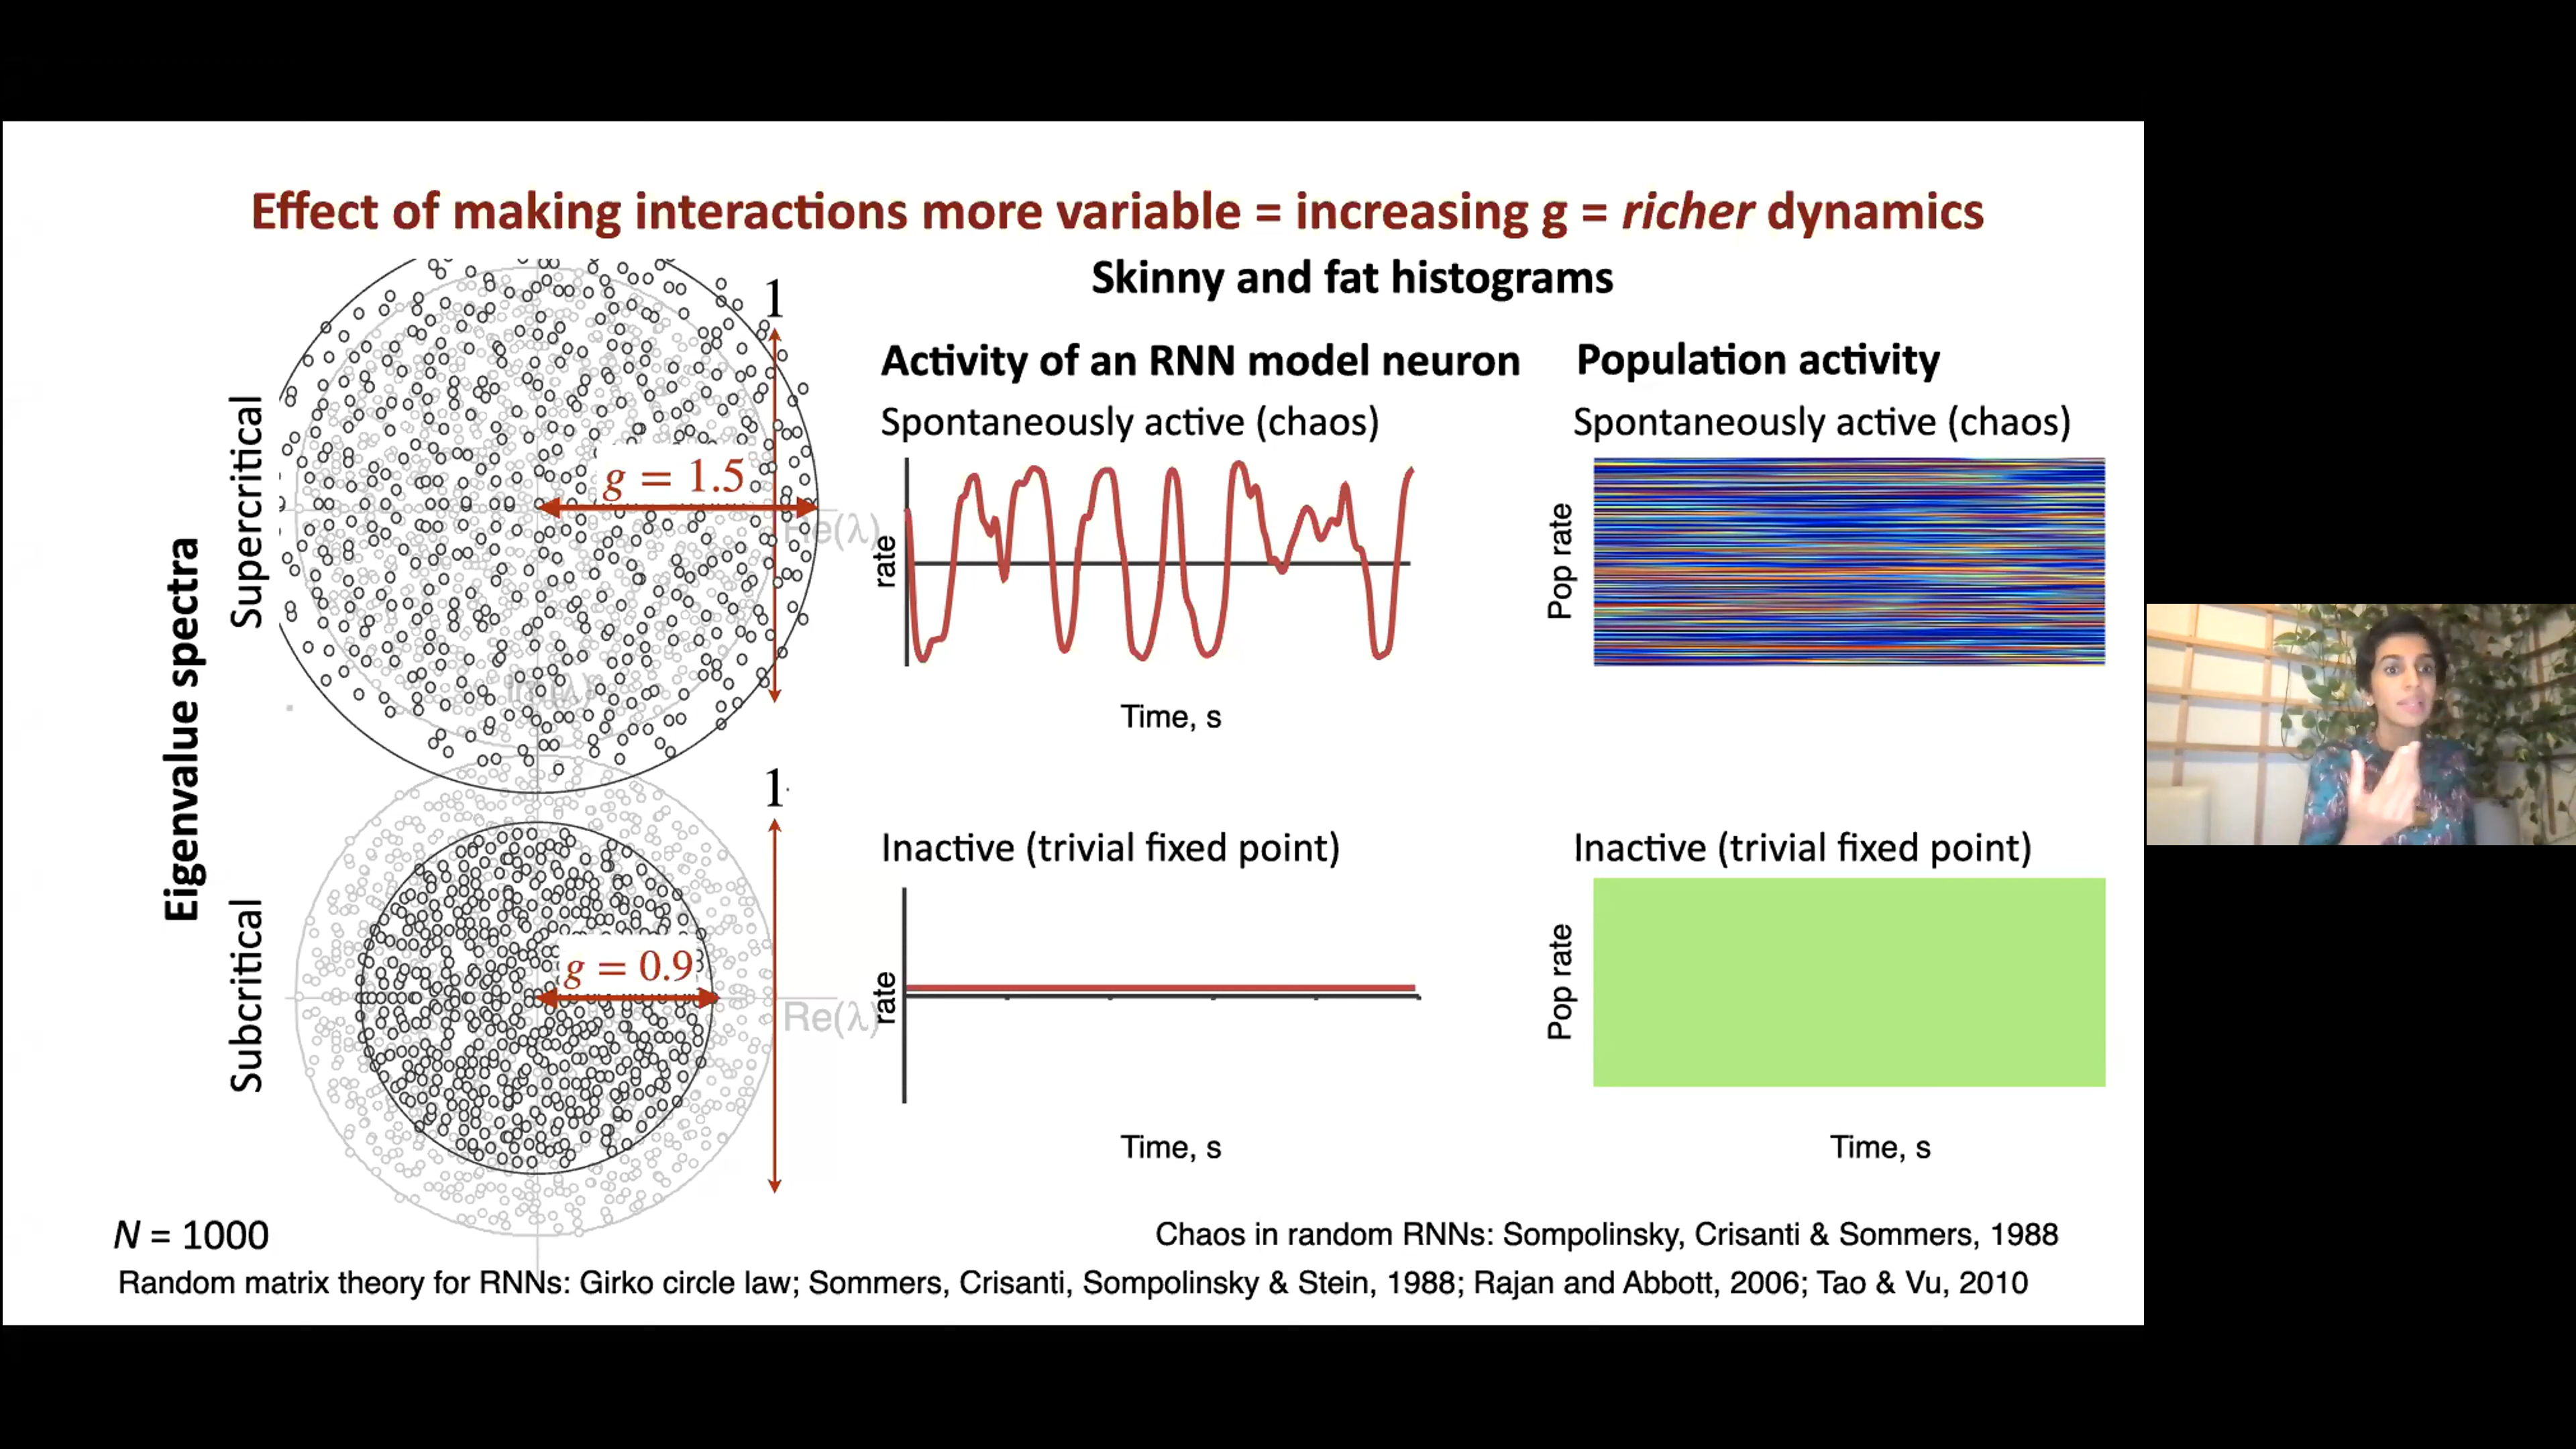 Effect of making interactions more variable = increasing g = richer dynamics
Skinny and fat histograms
Eigenvalue spectra
Supercritical
1
g = 1.5
Re(λ)
Im(λ)
Activity of an RNN model neuron
Spontaneously active (chaos)
rate
Time, s
Population activity
Spontaneously active (chaos)
Pop rate
Subcritical
1
g = 0.9
Re(λ)
Inactive (trivial fixed point)
rate
Time, s
Inactive (trivial fixed point)
Pop rate
Time, s
N = 1000
Chaos in random RNNs: Sompolinsky, Crisanti & Sommers, 1988
Random matrix theory for RNNs: Girko circle law; Sommers, Crisanti, Sompolinsky & Stein, 1988; Rajan and Abbott, 2006; Tao & Vu, 2010